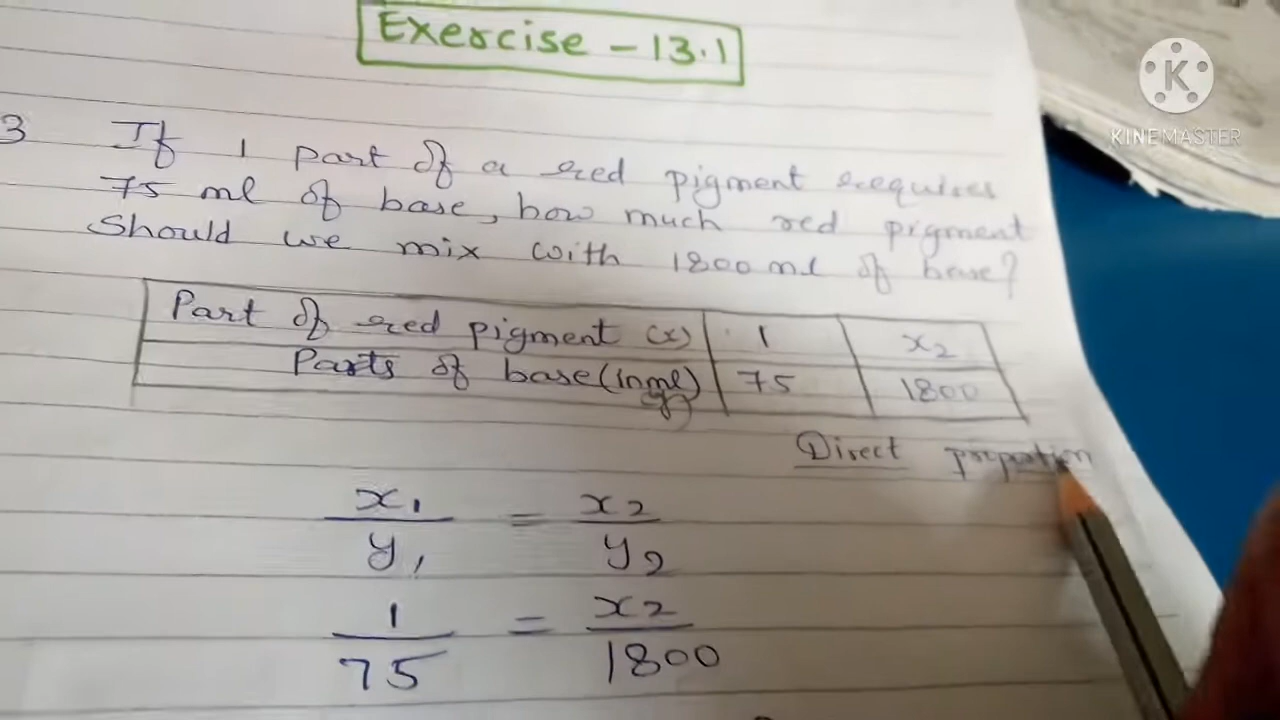 Exercise - 13.1
KINEMASTER
3 If 1 part of a red pigment requires
75 ml of base, how much red pigment
Should we mix with 1800 ml of base?
Part of red pigment (x) 1 x2
Parts of base (in ml) 75 1800
y)
Direct proportion
x1 = x2
y1 y2
1 = x2
75 1800